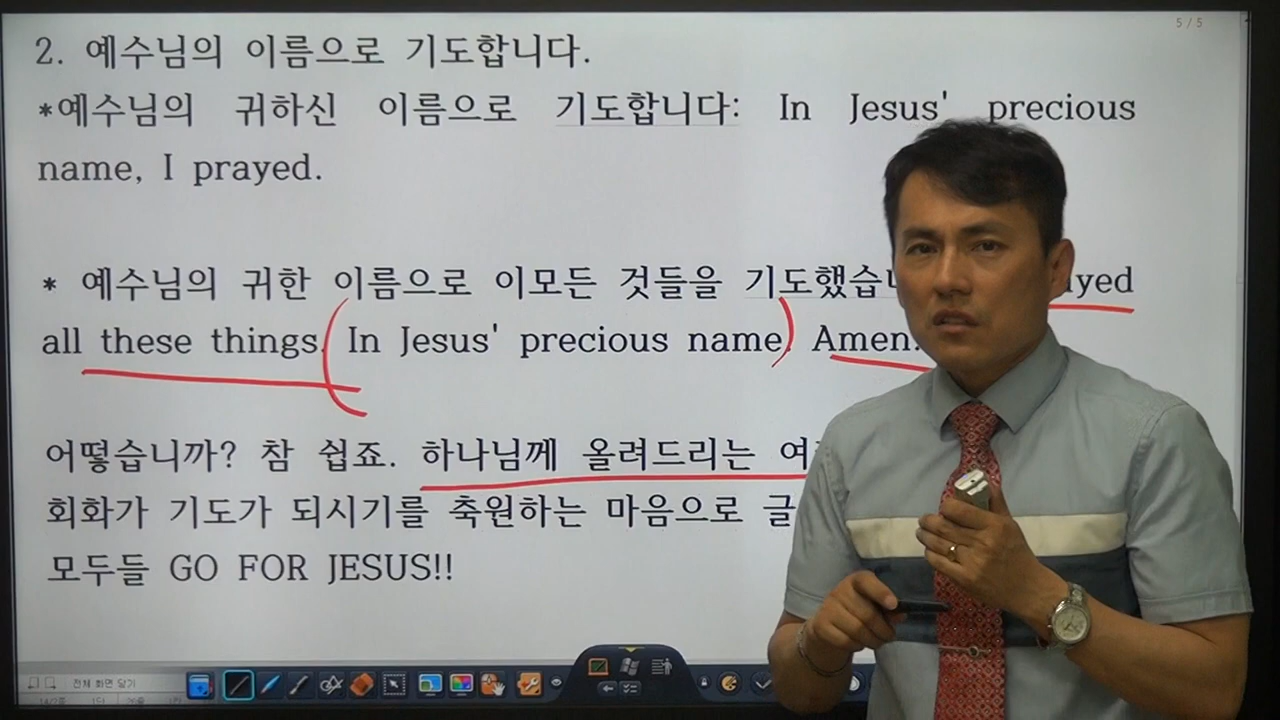 5 / 5
2. 예수님의 이름으로 기도합니다.
*예수님의 귀하신 이름으로 기도합니다: In Jesus' precious
name, I prayed.
* 예수님의 귀한 이름으로 이모든 것들을
all these things. In Jesus' precious name. Amen.
어떻습니까? 참 쉽죠. 하나님께 올려드리는
회화가 기도가 되시기를 축원하는 마음으로
모두들 GO FOR JESUS!!
전체 화면 닫기